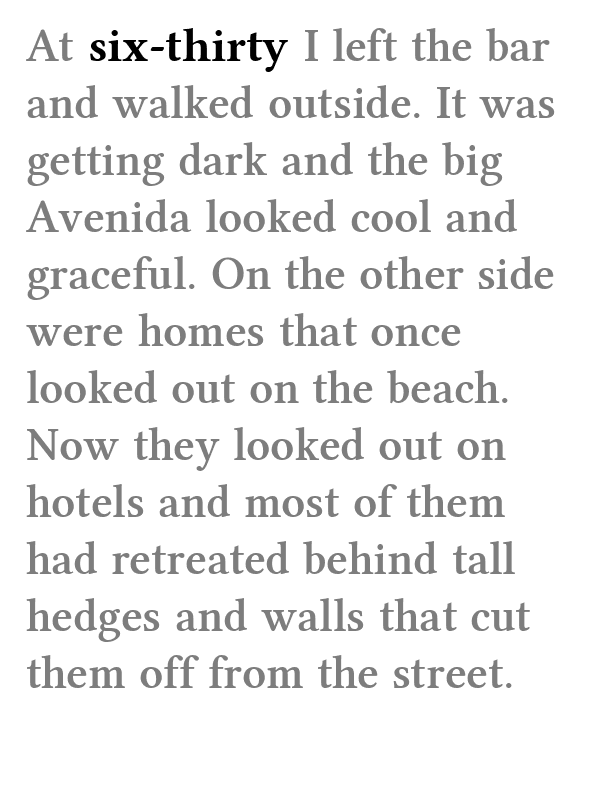 At six-thirty I left the bar
and walked outside. It was
getting dark and the big
Avenida looked cool and
graceful. On the other side
were homes that once
looked out on the beach.
Now they looked out on
hotels and most of them
had retreated behind tall
hedges and walls that cut
them off from the street.